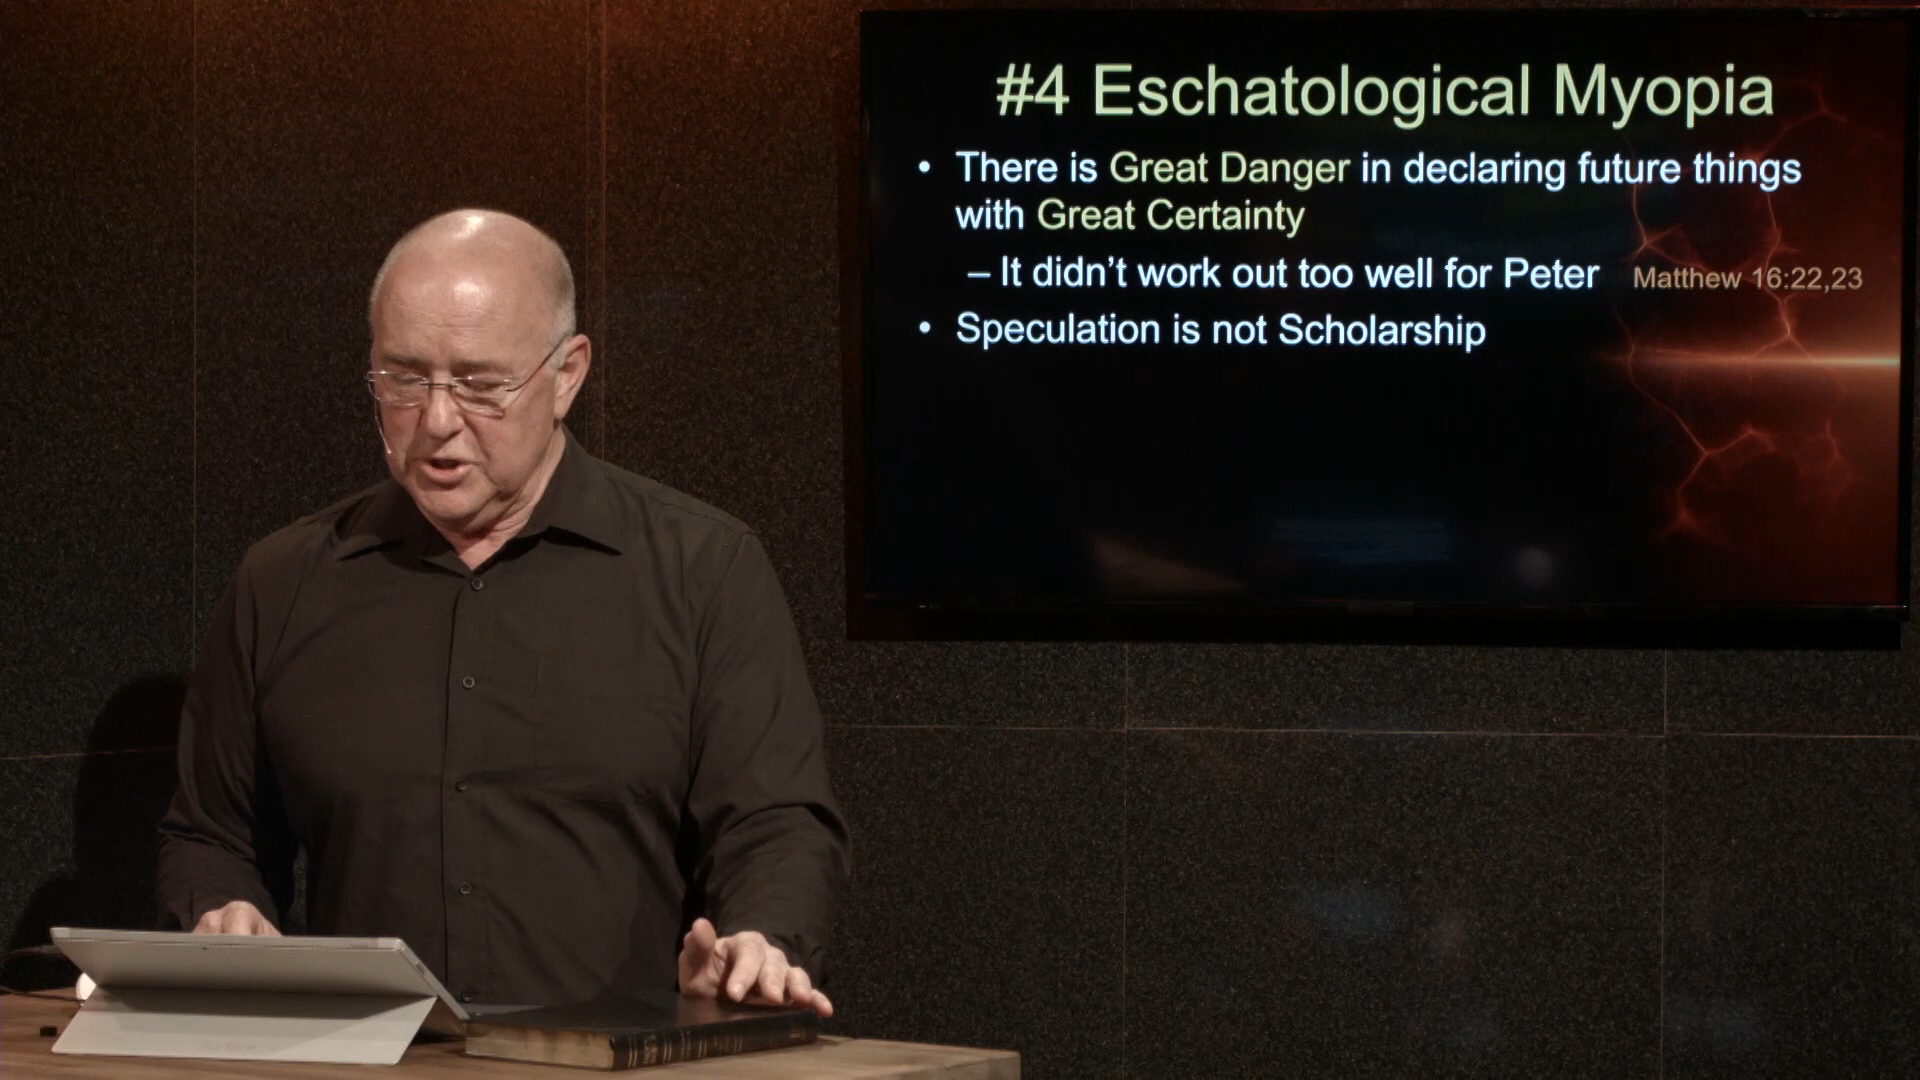 #4 Eschatological Myopia
• There is Great Danger in declaring future things
with Great Certainty
– It didn't work out too well for Peter Matthew 16:22,23
• Speculation is not Scholarship